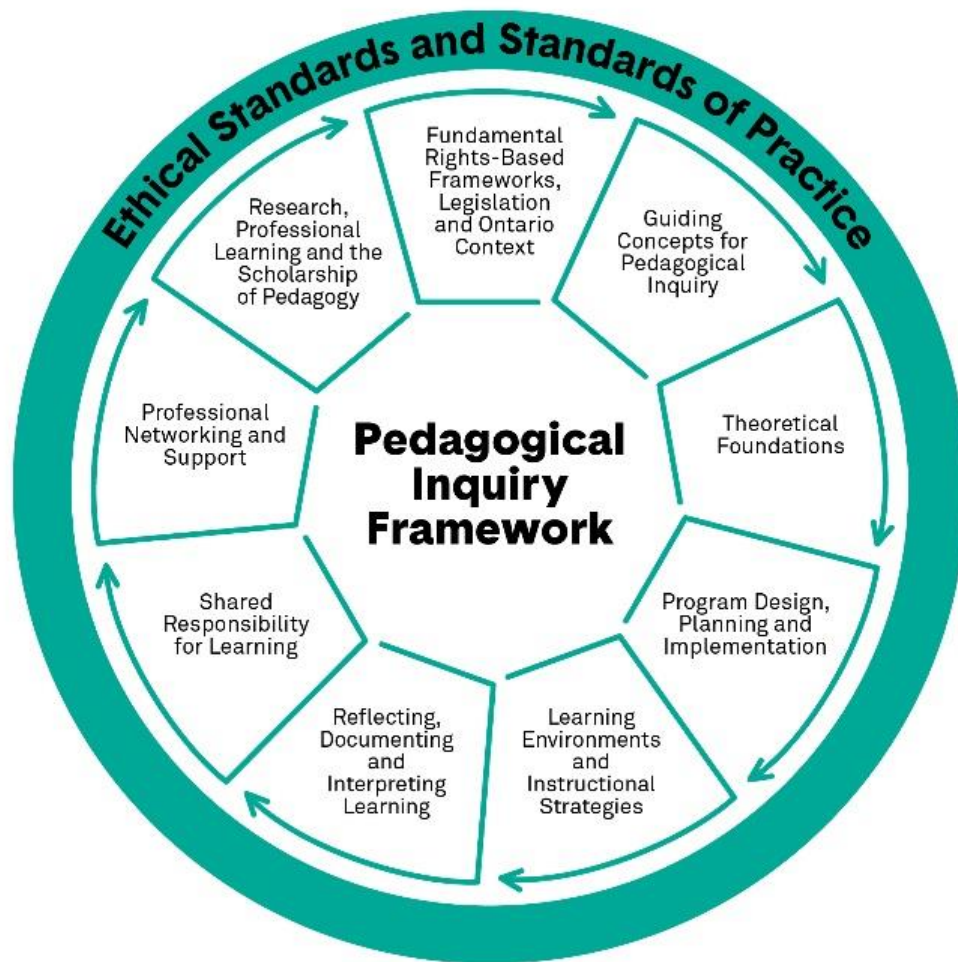 Ethical Standards and Standards of Practice
Fundamental
Rights-Based
Frameworks,
Legislation
and Ontario
Context
Guiding
Concepts for
Pedagogical
Inquiry
Theoretical
Foundations
Program Design,
Planning and
Implementation
Learning
Environments
and
Instructional
Strategies
Reflecting,
Documenting
and
Interpreting
Learning
Shared
Responsibility
for Learning
Professional
Networking and
Support
Research,
Professional
Learning and the
Scholarship
of Pedagogy
Pedagogical
Inquiry
Framework